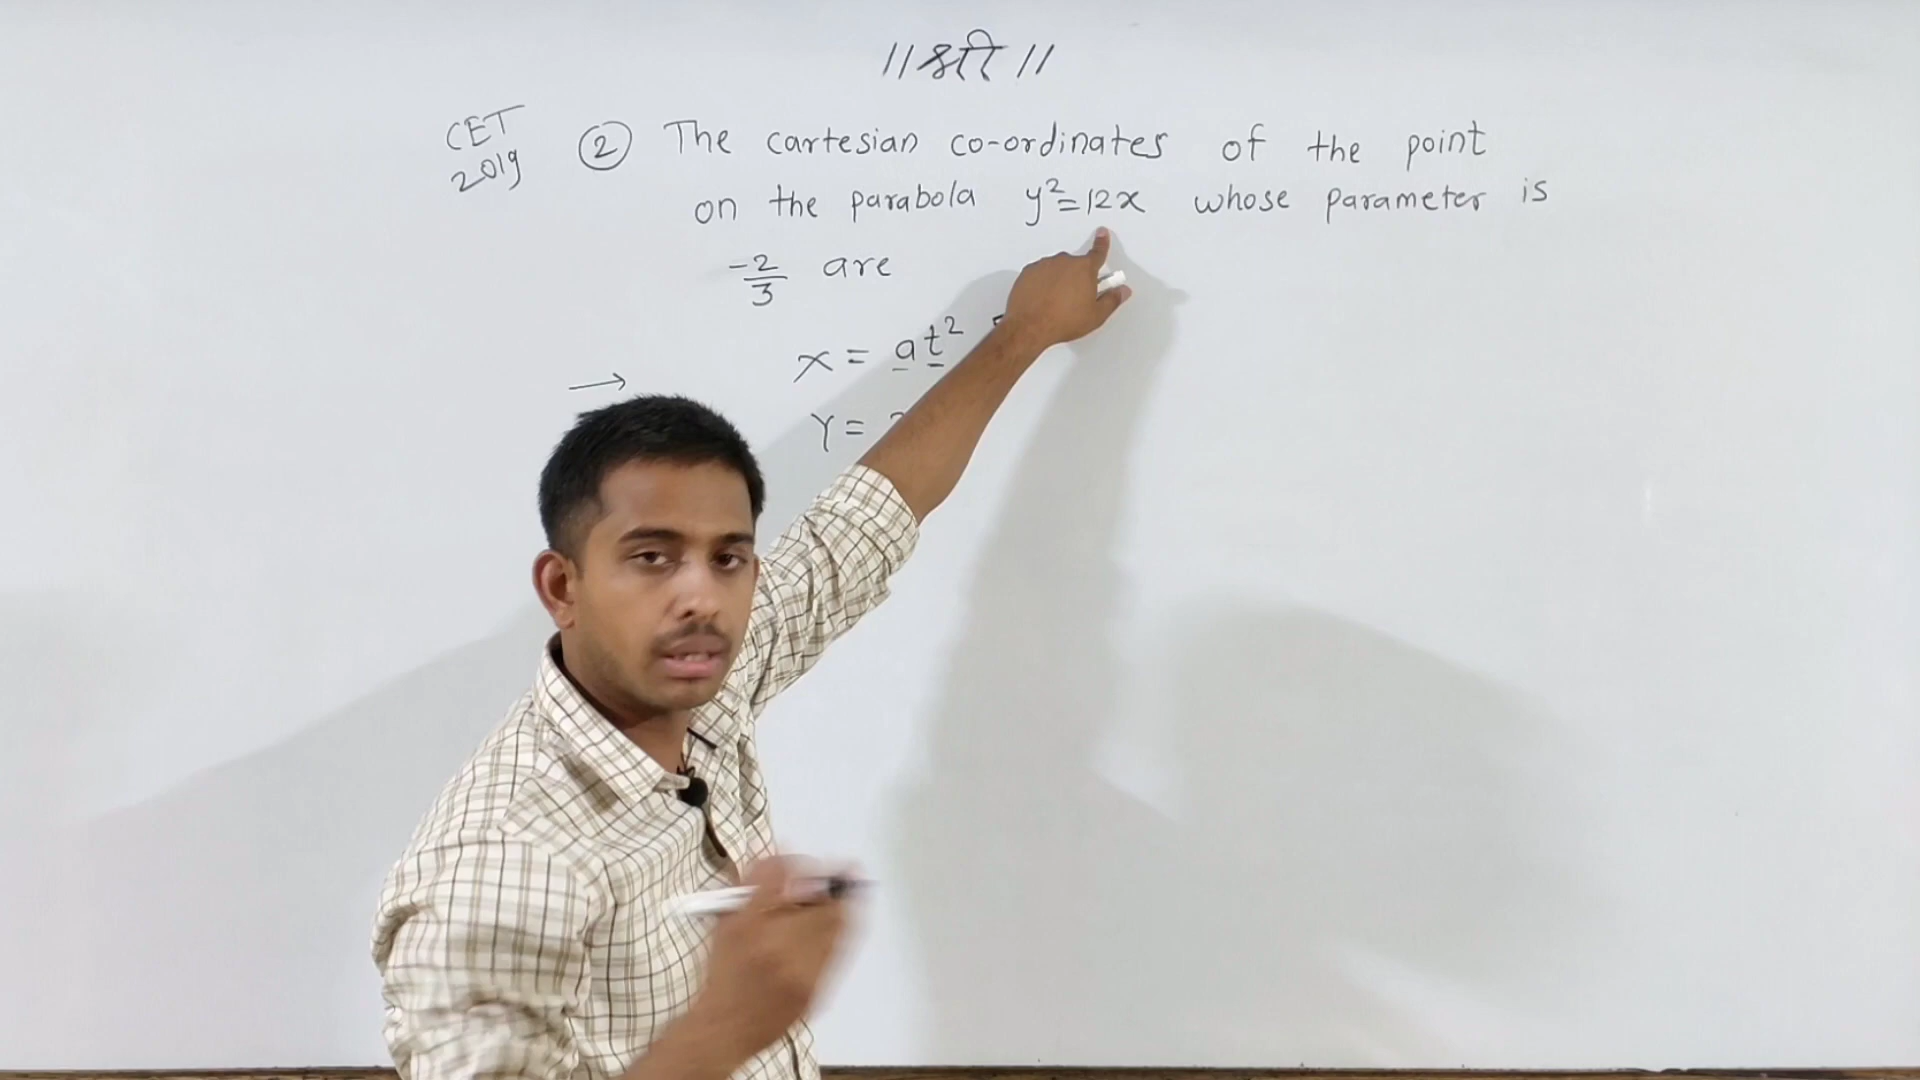 ॥ श्री ॥
CET
2019
② The cartesian co-ordinates of the point
on the parabola y²=12x whose parameter is
-2/3 are
→ x = at²
Y =